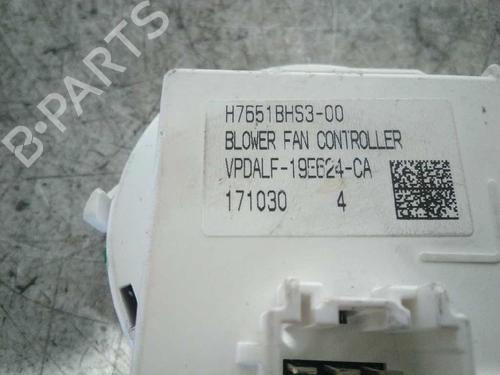 B-PARTS
H7651BHS3-00
BLOWER FAN CONTROLLER
VPDALF-19E624-CA
171030 4